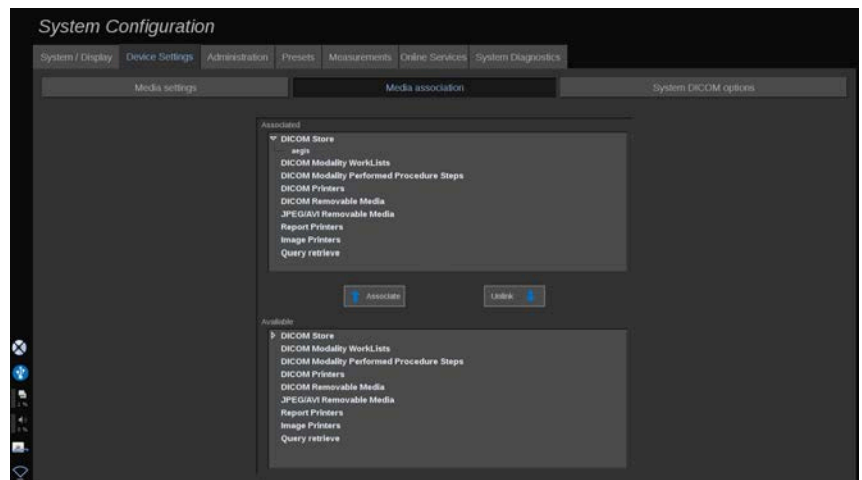 System Configuration
System / Display Device Settings Administration Presets Measurements Online Services System Diagnostics
Media settings Media association System DICOM options
Associated
DICOM Store
aegis
DICOM Modality WorkLists
DICOM Modality Performed Procedure Steps
DICOM Printers
DICOM Removable Media
JPEG/AVI Removable Media
Report Printers
Image Printers
Query retrieve
Associate Unlink
Available
DICOM Store
DICOM Modality WorkLists
DICOM Modality Performed Procedure Steps
DICOM Printers
DICOM Removable Media
JPEG/AVI Removable Media
Report Printers
Image Printers
Query retrieve